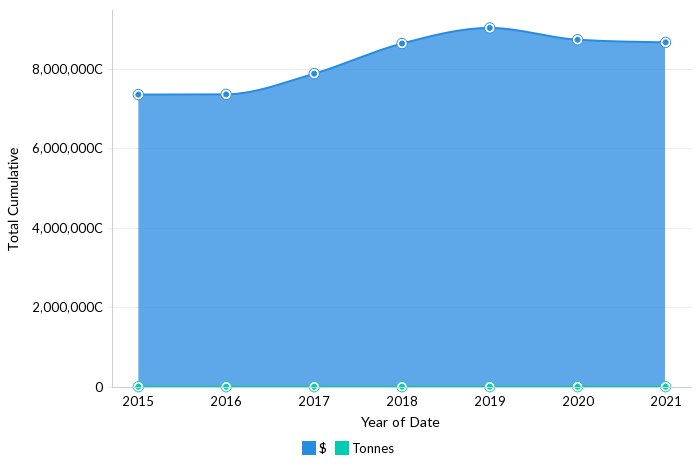 8,000,000C
6,000,000C
4,000,000C
2,000,000C
0
Total Cumulative
2015 2016 2017 2018 2019 2020 2021
Year of Date
$ Tonnes